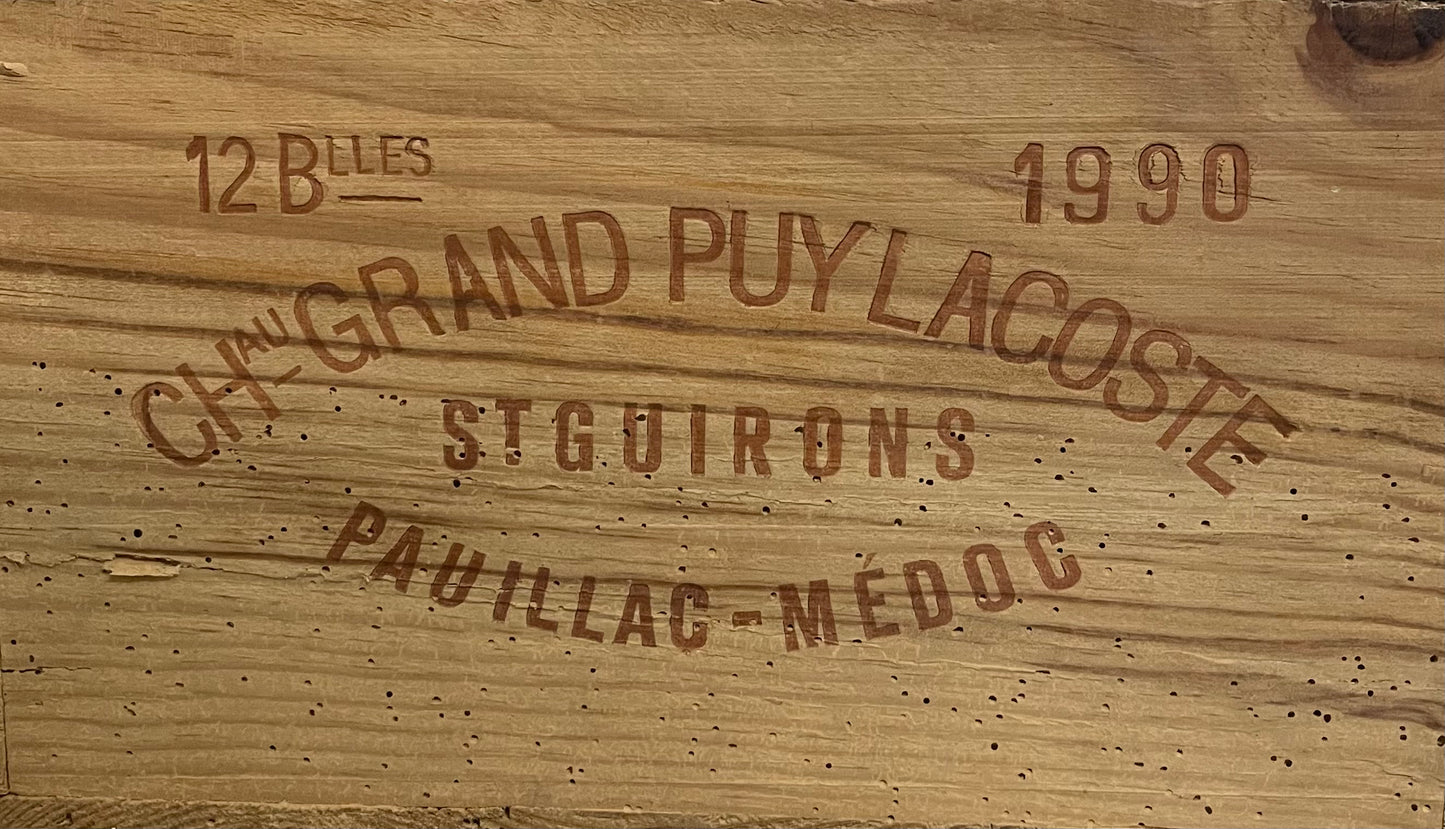 12 BLLES
1990
CHAU GRAND PUY LACOSTE
ST GUIRONS
PAUILLAC - MÉDOC